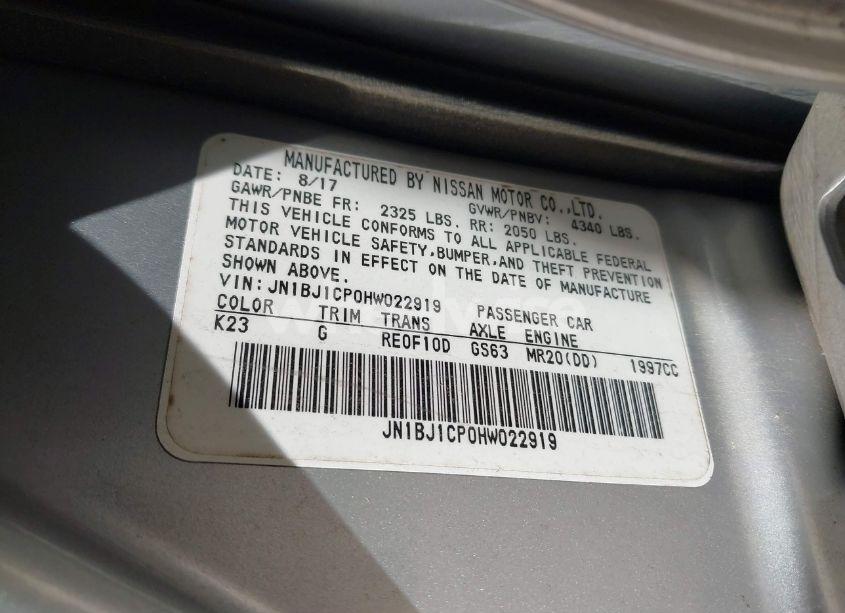 MANUFACTURED BY NISSAN MOTOR CO.,LTD.
DATE: 8/17 GVWR/PNBV: 4340 LBS.
GAWR/PNBE FR: 2325 LBS. RR: 2050 LBS.
THIS VEHICLE CONFORMS TO ALL APPLICABLE FEDERAL
MOTOR VEHICLE SAFETY,BUMPER,AND THEFT PREVENTION
STANDARDS IN EFFECT ON THE DATE OF MANUFACTURE
SHOWN ABOVE.
VIN:JN1BJ1CP0HW022919 PASSENGER CAR
COLOR TRIM TRANS AXLE ENGINE
K23 G RE0F10D GS63 MR20(DD) 1997CC
JN1BJ1CP0HW022919